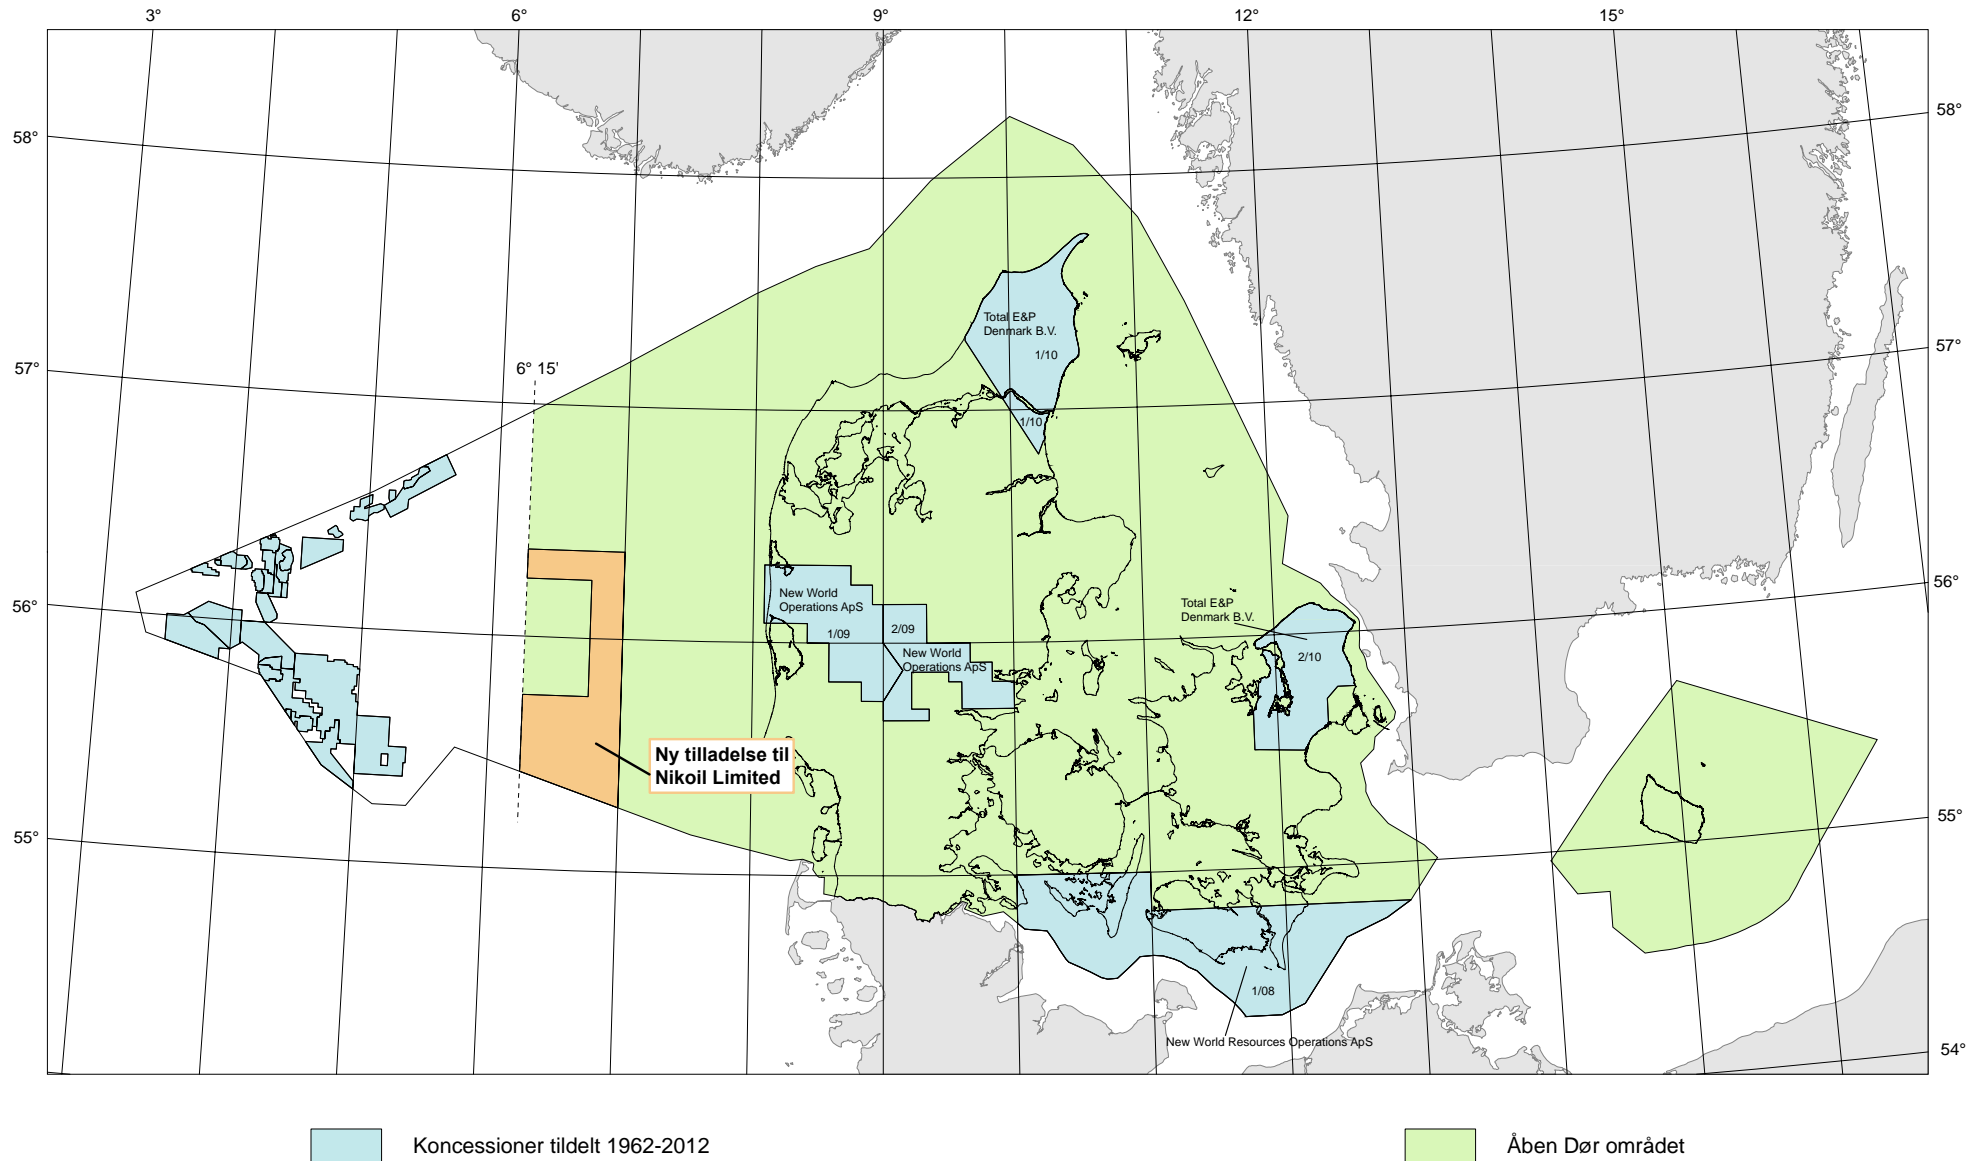 3°
6°
9°
12°
15°
58°
58°
57°
57°
6° 15'
Total E&P
Denmark B.V.
1/10
1/10
56°
56°
New World
Operations ApS
1/09
2/09
New World
Operations ApS
Total E&P
Denmark B.V.
2/10
Ny tilladelse til
Nikoil Limited
55°
55°
1/08
New World Resources Operations ApS
54°
Koncessioner tildelt 1962-2012
Åben Dør området